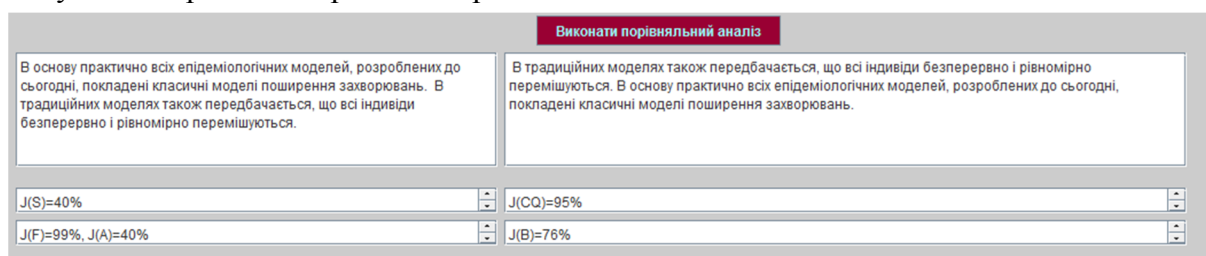 Виконати порівняльний аналіз
В основу практично всіх епідеміологічних моделей, розроблених до
сьогодні, покладені класичні моделі поширення захворювань. В
традиційних моделях також передбачається, що всі індивіди
безперервно і рівномірно перемішуються.
В традиційних моделях також передбачається, що всі індивіди безперервно і рівномірно
перемішуються. В основу практично всіх епідеміологічних моделей, розроблених до сьогодні,
покладені класичні моделі поширення захворювань.
J(S)=40%
J(CQ)=95%
J(F)=99%, J(A)=40%
J(B)=76%